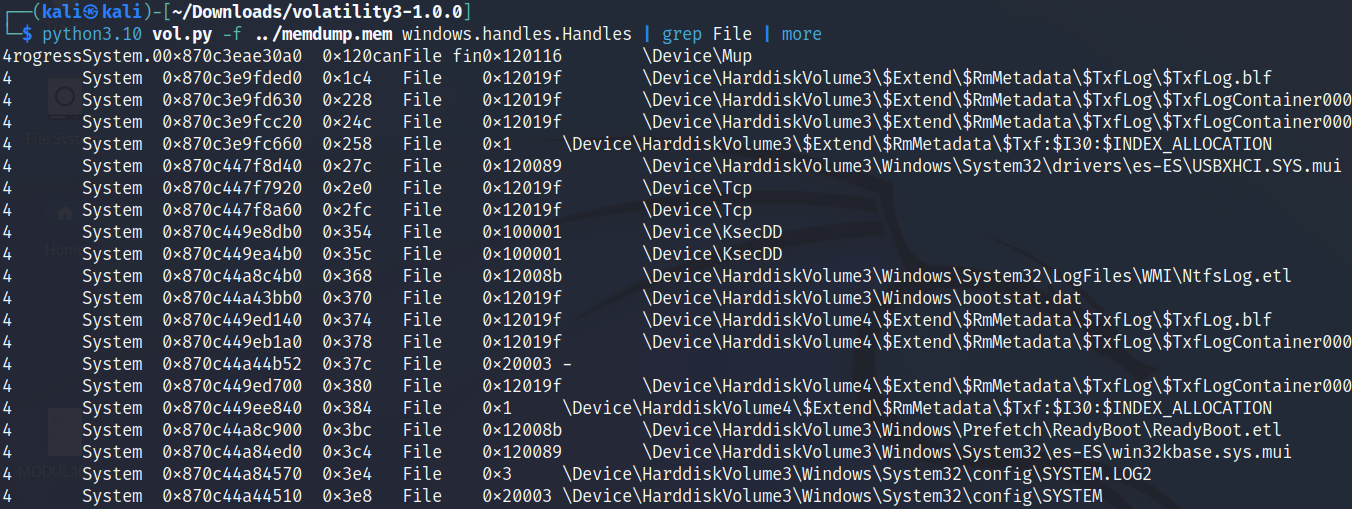 ┌──(kali㉿kali)-[~/Downloads/volatility3-1.0.0]
└─$ python3.10 vol.py -f ../memdump.mem windows.handles.Handles | grep File | more
4rogressSystem.00×870c3eae30a0 0×120canFile fin0×120116 \Device\Mup
4 System 0×870c3e9fded0 0×1c4 File 0×12019f \Device\HarddiskVolume3\$Extend\$RmMetadata\$TxfLog\$TxfLog.blf
4 System 0×870c3e9fd630 0×228 File 0×12019f \Device\HarddiskVolume3\$Extend\$RmMetadata\$TxfLog\$TxfLogContainer000
4 System 0×870c3e9fcc20 0×24c File 0×12019f \Device\HarddiskVolume3\$Extend\$RmMetadata\$TxfLog\$TxfLogContainer000
4 System 0×870c3e9fc660 0×258 File 0×1 \Device\HarddiskVolume3\$Extend\$RmMetadata\$Txf:$I30:$INDEX_ALLOCATION
4 System 0×870c447f8d40 0×27c File 0×120089 \Device\HarddiskVolume3\Windows\System32\drivers\es-ES\USBXHCI.SYS.mui
4 System 0×870c447f7920 0×2e0 File 0×12019f \Device\Tcp
4 System 0×870c447f8a60 0×2fc File 0×12019f \Device\Tcp
4 System 0×870c449e8db0 0×354 File 0×100001 \Device\KsecDD
4 System 0×870c449ea4b0 0×35c File 0×100001 \Device\KsecDD
4 System 0×870c44a8c4b0 0×368 File 0×12008b \Device\HarddiskVolume3\Windows\System32\LogFiles\WMI\NtfsLog.etl
4 System 0×870c44a43bb0 0×370 File 0×12019f \Device\HarddiskVolume3\Windows\bootstat.dat
4 System 0×870c449ed140 0×374 File 0×12019f \Device\HarddiskVolume4\$Extend\$RmMetadata\$TxfLog\$TxfLog.blf
4 System 0×870c449eb1a0 0×378 File 0×12019f \Device\HarddiskVolume4\$Extend\$RmMetadata\$TxfLog\$TxfLogContainer000
4 System 0×870c44a44b52 0×37c File 0×20003 -
4 System 0×870c449ed700 0×380 File 0×12019f \Device\HarddiskVolume4\$Extend\$RmMetadata\$TxfLog\$TxfLogContainer000
4 System 0×870c449ee840 0×384 File 0×1 \Device\HarddiskVolume4\$Extend\$RmMetadata\$Txf:$I30:$INDEX_ALLOCATION
4 System 0×870c44a8c900 0×3bc File 0×12008b \Device\HarddiskVolume3\Windows\Prefetch\ReadyBoot\ReadyBoot.etl
4 System 0×870c44a84ed0 0×3c4 File 0×120089 \Device\HarddiskVolume3\Windows\System32\es-ES\win32kbase.sys.mui
4 System 0×870c44a84570 0×3e4 File 0×3 \Device\HarddiskVolume3\Windows\System32\config\SYSTEM.LOG2
4 System 0×870c44a44510 0×3e8 File 0×20003 \Device\HarddiskVolume3\Windows\System32\config\SYSTEM